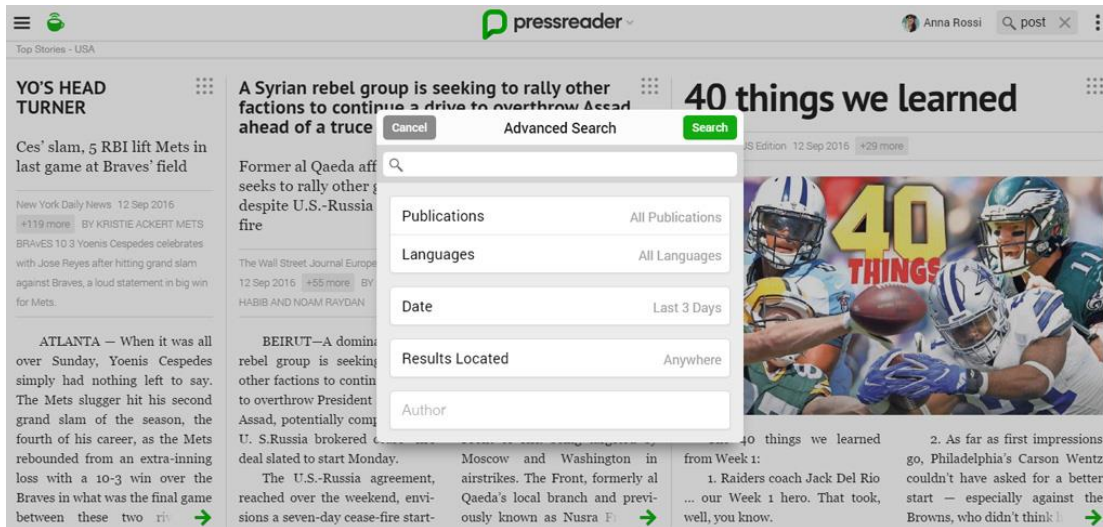 pressreader
Anna Rossi
post
Top Stories - USA
YO'S HEAD
TURNER
Ces' slam, 5 RBI lift Mets in
last game at Braves' field
New York Daily News 12 Sep 2016
+119 more BY KRISTIE ACKERT METS
BRAvES 10 3 Yoenis Cespedes celebrates
with Jose Reyes after hitting grand slam
against Braves, a loud statement in big win
for Mets.
ATLANTA — When it was all
over Sunday, Yoenis Cespedes
simply had nothing left to say.
The Mets slugger hit his second
grand slam of the season, the
fourth of his career, as the Mets
rebounded from an extra-inning
loss with a 10-3 win over the
Braves in what was the final game
between these two
A Syrian rebel group is seeking to rally other
factions to continue a drive to overthrow Assad
ahead of a truce
Former al Qaeda
seeks to rally other
despite U.S.-Russia
fire
The Wall Street Journal Europe
12 Sep 2016 +55 more BY
HABIB AND NOAM RAYDAN
BEIRUT—A
rebel group is seeking
other factions to
to overthrow President
Assad, potentially
U. S.Russia brokered
deal slated to start Monday.
The U.S.-Russia agreement,
reached over the weekend, envi-
sions a seven-day cease-fire start-
Moscow and Washington in
airstrikes. The Front, formerly al
Qaeda's local branch and previ-
ously known as Nusra
Cancel
Advanced Search
Search
Publications All Publications
Languages All Languages
Date Last 3 Days
Results Located Anywhere
Author
40 things we learned
US Edition 12 Sep 2016 +29 more
40
THINGS
11
40 things we learned
from Week 1:
1. Raiders coach Jack Del Rio
... our Week 1 hero. That took,
well, you know.
2. As far as first impressions
go, Philadelphia's Carson Wentz
couldn't have asked for a better
start — especially against the
Browns, who didn't think